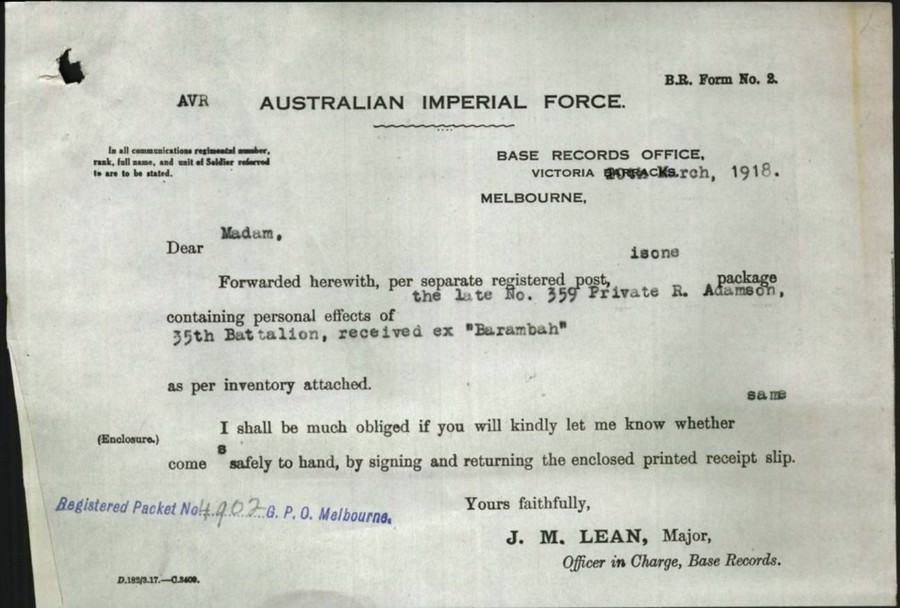 B.R. Form No. 2.
AVR AUSTRALIAN IMPERIAL FORCE.
In all communications regimental number,
rank, full name, and unit of Soldier referred
to are to be stated.
BASE RECORDS OFFICE,
VICTORIA BARRACKS, March, 1918.
MELBOURNE,
Madam,
Dear
isone
Forwarded herewith, per separate registered post, package
the late No. 359 Private R. Adamson,
containing personal effects of
35th Battalion, received ex "Barambah"
as per inventory attached.
same
I shall be much obliged if you will kindly let me know whether
(Enclosure.)
come s safely to hand, by signing and returning the enclosed printed receipt slip.
Registered Packet No. 4902 G. P. O. Melbourne.
Yours faithfully,
J. M. LEAN, Major,
Officer in Charge, Base Records.
D.182/3.17.—C.3409.